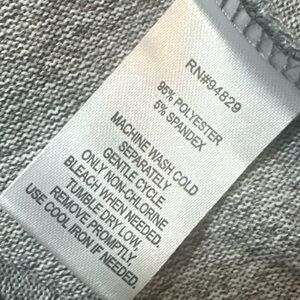 RN#94829
95% POLYESTER
5% SPANDEX
MACHINE WASH COLD
SEPARATELY
GENTLE CYCLE.
ONLY NON-CHLORINE
BLEACH WHEN NEEDED.
TUMBLE DRY LOW,
REMOVE PROMPTLY.
USE COOL IRON IF NEEDED.